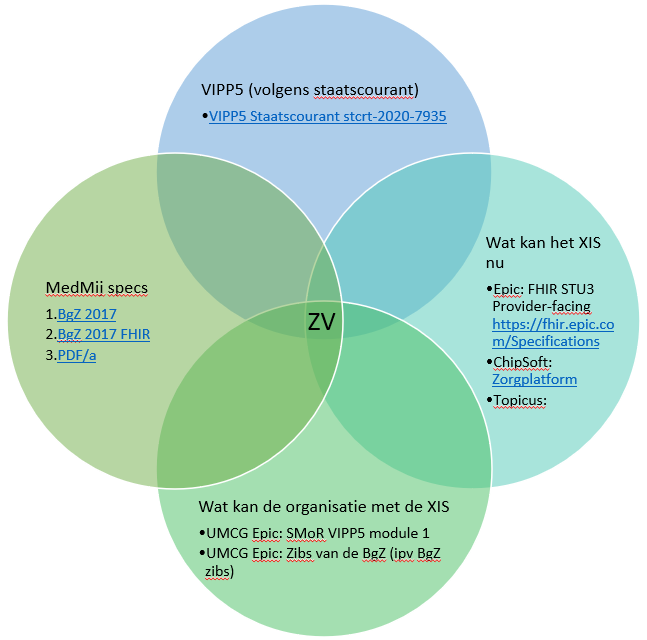 VIPP5 (volgens staatscourant)
•VIPP5 Staatscourant stcrt-2020-7935
Wat kan het XIS
nu
•Epic: FHIR STU3
Provider-facing
https://fhir.epic.co
m/Specifications
•ChipSoft:
Zorgplatform
•Topicus:
MedMij specs
1.BgZ 2017
2.BgZ 2017 FHIR
3.PDF/a
ZV
Wat kan de organisatie met de XIS
•UMCG Epic: SMoR VIPP5 module 1
•UMCG Epic: Zibs van de BgZ (ipv BgZ
zibs)